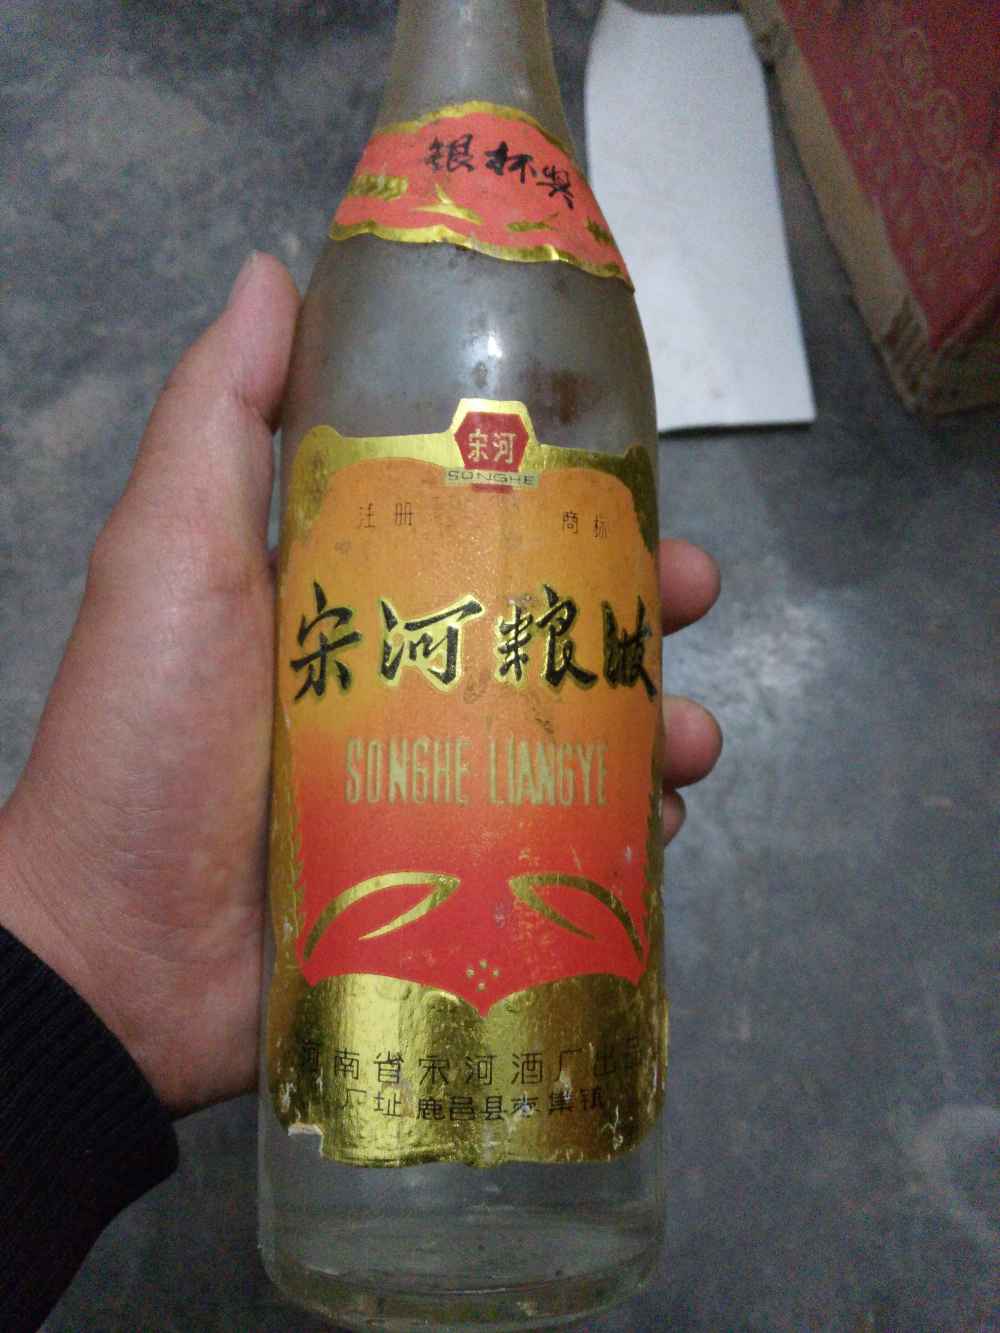 银杯奖
宋河
SONGHE
注册 商标
宋河粮液
SONGHE LIANGYE
河南省宋河酒厂出品
厂址 鹿邑县枣集镇